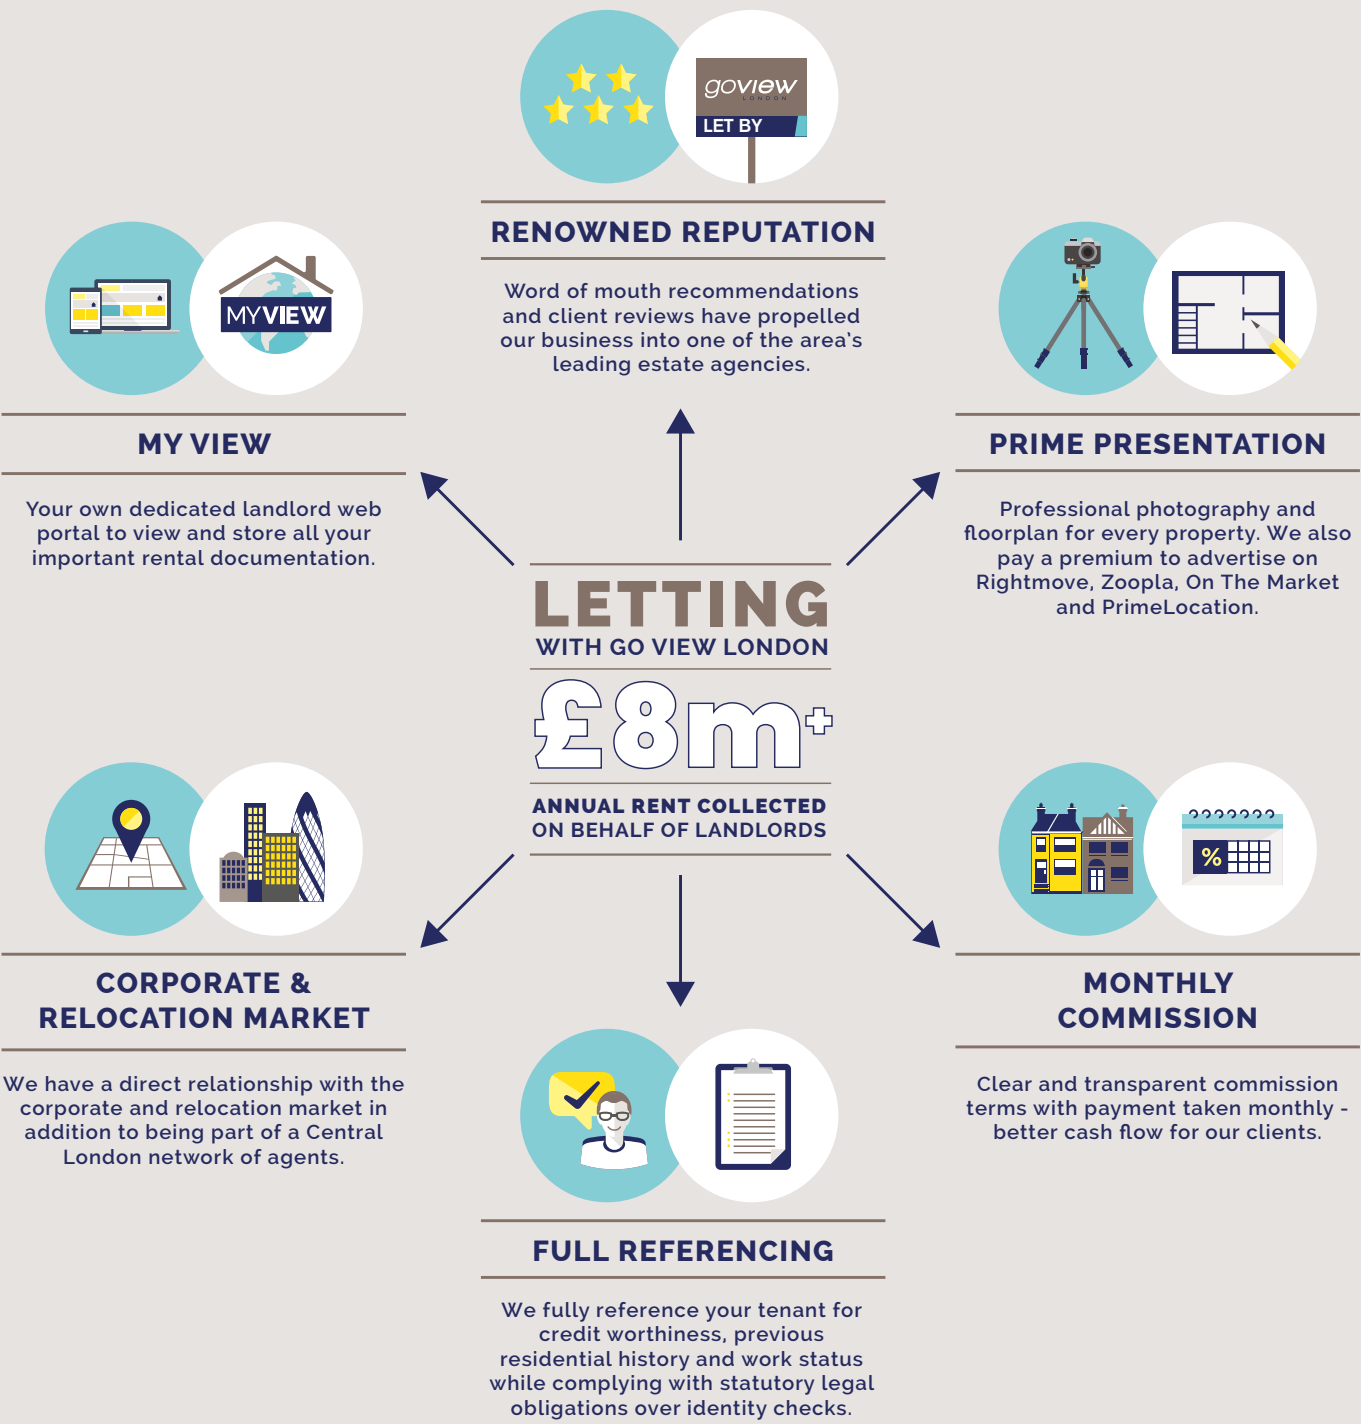 goview
LONDON
LET BY
RENOWNED REPUTATION
Word of mouth recommendations
and client reviews have propelled
our business into one of the area's
leading estate agencies.
MYVIEW
MY VIEW
Your own dedicated landlord web
portal to view and store all your
important rental documentation.
PRIME PRESENTATION
Professional photography and
floorplan for every property. We also
pay a premium to advertise on
Rightmove, Zoopla, On The Market
and PrimeLocation.
LETTING
WITH GO VIEW LONDON
£8m+
ANNUAL RENT COLLECTED
ON BEHALF OF LANDLORDS
CORPORATE &
RELOCATION MARKET
We have a direct relationship with the
corporate and relocation market in
addition to being part of a Central
London network of agents.
%
MONTHLY
COMMISSION
Clear and transparent commission
terms with payment taken monthly -
better cash flow for our clients.
FULL REFERENCING
We fully reference your tenant for
credit worthiness, previous
residential history and work status
while complying with statutory legal
obligations over identity checks.